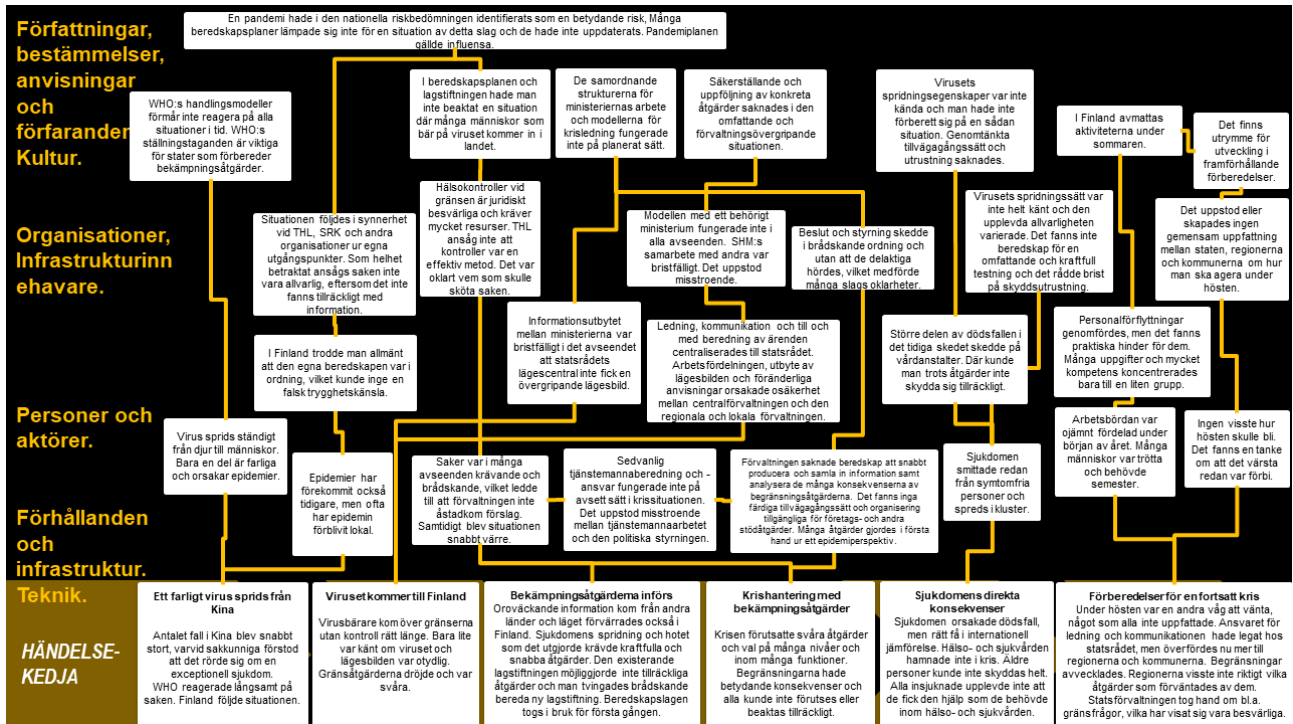 Författningar,
bestämmelser,
anvisningar
och
förfaranden
Kultur.
En pandemi hade i den nationella riskbedömningen identifierats som en betydande risk, Många
beredskapsplaner lämpade sig inte för en situation av detta slag och de hade inte uppdaterats. Pandemiplanen
gällde influensa.
WHO:s handlingsmodeller
förmår inte reagera på alla
situationer i tid. WHO:s
ställningstaganden är viktiga
för stater som förbereder
bekämpningsåtgärder.
I beredskapsplanen och
lagstiftningen hade man
inte beaktat en situation
där många människor som
bär på viruset kommer in i
landet.
De samordnande
strukturerna för
ministeriernas arbete
och modellerna för
krisledning fungerade
inte på planerat sätt.
Säkerställande och
uppföljning av konkreta
åtgärder saknades i den
omfattande och
förvaltningsövergripande
situationen.
Virusets
spridningsegenskaper var inte
kända och man hade inte
förberett sig på en sådan
situation. Genomtänkta
tillvägagångssätt och
utrustning saknades.
I Finland avmattas
aktiviteterna under
sommaren.
Det finns
utrymme för
utveckling i
framförhållande
förberedelser.
Organisationer,
Infrastrukturinn
ehavare.
Situationen följdes i synnerhet
vid THL, SRK och andra
organisationer ur egna
utgångspunkter. Som helhet
betraktat ansågs saken inte
vara allvarlig, eftersom det inte
fanns tillräckligt med
information.
Hälsokontroller vid
gränsen är juridiskt
besvärliga och kräver
mycket resurser. THL
ansåg inte att
kontroller var en
effektiv metod. Det var
oklart vem som skulle
sköta saken.
Modellen med ett behörigt
ministerium fungerade inte i
alla avseenden. SHM:s
samarbete med andra var
bristfälligt. Det uppstod
misstroende.
Beslut och styrning skedde
i brådskande ordning och
utan att de delaktiga
hördes, vilket medförde
många slags oklarheter.
Virusets spridningssätt var
inte helt känt och den
upplevda allvarligheten
varierade. Det fanns inte
beredskap för en
omfattande och kraftfull
testning och det rådde brist
på skyddsutrustning.
Det uppstod eller
skapades ingen
gemensam uppfattning
mellan staten, regionerna
och kommunerna om hur
man ska agera under
hösten.
I Finland trodde man allmänt
att den egna beredskapen var i
ordning, vilket kunde inge en
falsk trygghetskänsla.
Informationsutbytet
mellan ministerierna var
bristfälligt i det avseendet
att statsrådets
lägescentral inte fick en
övergripande lägesbild.
Ledning, kommunikation och till och
med beredning av ärenden
centraliserades till statsrådet.
Arbetsfördelningen, utbyte av
lägesbilden och föränderliga
anvisningar orsakade osäkerhet
mellan centralförvaltningen och den
regionala och lokala förvaltningen.
Större delen av dödsfallen i
det tidiga skedet skedde på
vårdanstalter. Där kunde
man trots åtgärder inte
skydda sig tillräckligt.
Personalförflyttningar
genomfördes, men det fanns
praktiska hinder för dem.
Många uppgifter och mycket
kompetens koncentrerades
bara till en liten grupp.
Personer och
aktörer.
Virus sprids ständigt
från djur till människor.
Bara en del är farliga
och orsakar epidemier.
Epidemier har
förekommit också
tidigare, men ofta
har epidemin
förblivit lokal.
Saker var i många
avseenden krävande och
brådskande, vilket ledde
till att förvaltningen inte
åstadkom förslag.
Samtidigt blev situationen
snabbt värre.
Sedvanlig
tjänstemannaberedning och -
ansvar fungerade inte på
avsett sätt i krissituationen.
Det uppstod misstroende
mellan tjänstemannaarbetet
och den politiska styrningen.
Förvaltningen saknade beredskap att snabbt
producera och samla in information samt
analysera de många konsekvenserna av
begränsningsåtgärderna. Det fanns inga
färdiga tillvägagångssätt och organisering
tillgängliga för företags- och andra
stödåtgärder. Många åtgärder gjordes i första
hand ur ett epidemiperspektiv.
Sjukdomen
smittade redan
från symtomfria
personer och
spreds i kluster.
Arbetsbördan var
ojämnt fördelad under
början av året. Många
människor var trötta
och behövde
semester.
Ingen visste hur
hösten skulle bli.
Det fanns en tanke
om att det värsta
redan var förbi.
Förhållanden
och
infrastruktur.
Teknik.
HÄNDELSE-
KEDJA
Ett farligt virus sprids från
Kina
Antalet fall i Kina blev snabbt
stort, varvid sakkunniga förstod
att det rörde sig om en
exceptionell sjukdom.
WHO reagerade långsamt på
saken. Finland följde situationen.
Viruset kommer till Finland
Virusbärare kom över gränserna
utan kontroll rätt länge. Bara lite
var känt om viruset och
lägesbilden var otydlig.
Gränsåtgärderna dröjde och var
svåra.
Bekämpningsåtgärderna införs
Oroväckande information kom från andra
länder och läget förvärrades också i
Finland. Sjukdomens spridning och hotet
som det utgjorde krävde kraftfulla och
snabba åtgärder. Den existerande
lagstiftningen möjliggjorde inte tillräckliga
åtgärder och man tvingades brådskande
bereda ny lagstiftning. Beredskapslagen
togs i bruk för första gången.
Krishantering med
bekämpningsåtgärder
Krisen förutsatte svåra åtgärder
och val på många nivåer och
inom många funktioner.
Begränsningarna hade
betydande konsekvenser och
alla kunde inte förutses eller
beaktas tillräckligt.
Sjukdomens direkta
konsekvenser
Sjukdomen orsakade dödsfall,
men rätt få i internationell
jämförelse. Hälso- och sjukvården
hamnade inte i kris. Äldre
personer kunde inte skyddas helt.
Alla insjuknade upplevde inte att
de fick den hjälp som de behövde
inom hälso- och sjukvården.
Förberedelser för en fortsatt kris
Under hösten var en andra våg att vänta,
något som alla inte uppfattade. Ansvaret för
ledning och kommunikationen hade legat hos
statsrådet, men överfördes nu mer till
regionerna och kommunerna. Begränsningar
avvecklades. Regionerna visste inte riktigt vilka
åtgärder som förväntades av dem.
Statsförvaltningen tog hand om bl.a.
gränsfrågor, vilka har visat sig vara besvärliga.